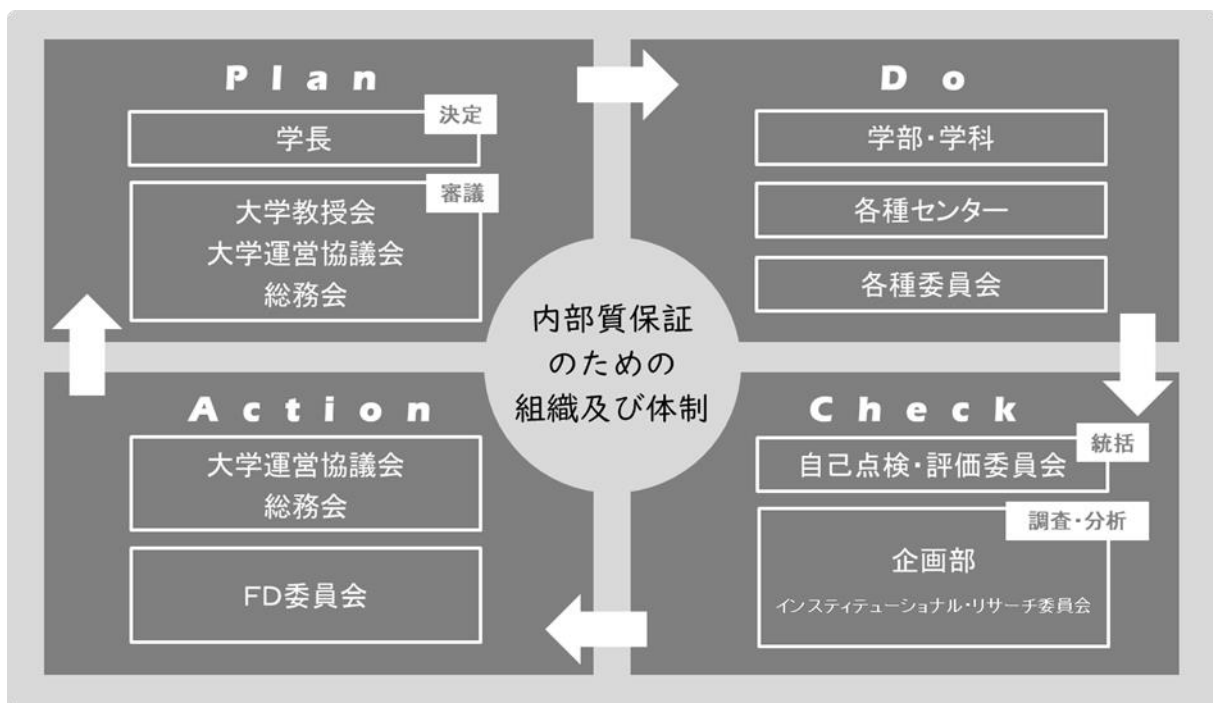 Plan
決定
学長
審議
大学教授会
大学運営協議会
総務会
Do
学部・学科
各種センター
各種委員会
内部質保証
のための
組織及び体制
Action
大学運営協議会
総務会
FD委員会
Check
統括
自己点検・評価委員会
調査・分析
企画部
インスティテューショナル・リサーチ委員会